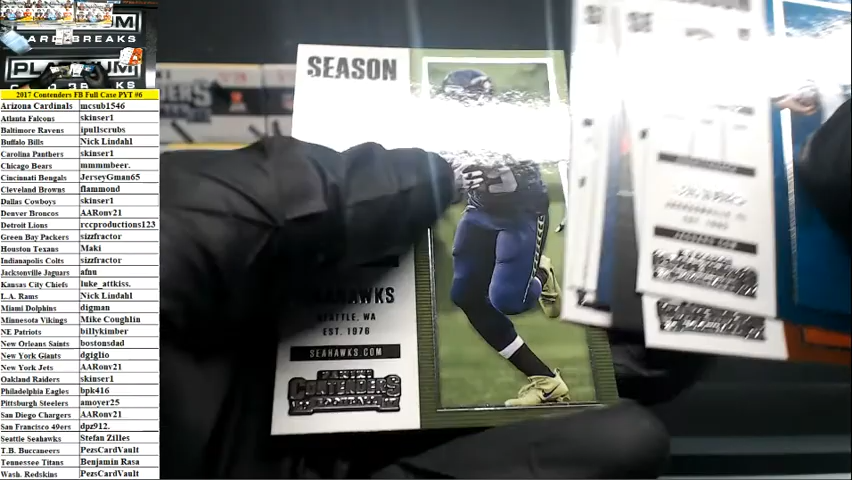 2017 Contenders FB Full Case PYT #6
Arizona Cardinals mcsub1546
Atlanta Falcons skinser1
Baltimore Ravens ipullscrubs
Buffalo Bills Nick Lindahl
Carolina Panthers skinser1
Chicago Bears mmmmbeer.
Cincinnati Bengals JerseyGman65
Cleveland Browns flammond
Dallas Cowboys skinser1
Denver Broncos AARonv21
Detroit Lions rccproductions123
Green Bay Packers sizzfractor
Houston Texans Maki
Indianapolis Colts sizzfractor
Jacksonville Jaguars afnu
Kansas City Chiefs luke_attkiss.
L.A. Rams Nick Lindahl
Miami Dolphins digman
Minnesota Vikings Mike Coughlin
NE Patriots billykimber
New Orleans Saints bostonsdad
New York Giants dgiglio
New York Jets AARonv21
Oakland Raiders skinser1
Philadelphia Eagles bpk416
Pittsburgh Steelers amoyer25
San Diego Chargers AARonv21
San Francisco 49ers dpz912.
Seattle Seahawks Stefan Zilles
T.B. Buccaneers PezsCardVault
Tennessee Titans Benjamin Rasa
Wash. Redskins PezsCardVault
SEASON
SEATTLE, WA
EST. 1976
SEAHAWKS.COM
PANINI
CONTENDERS